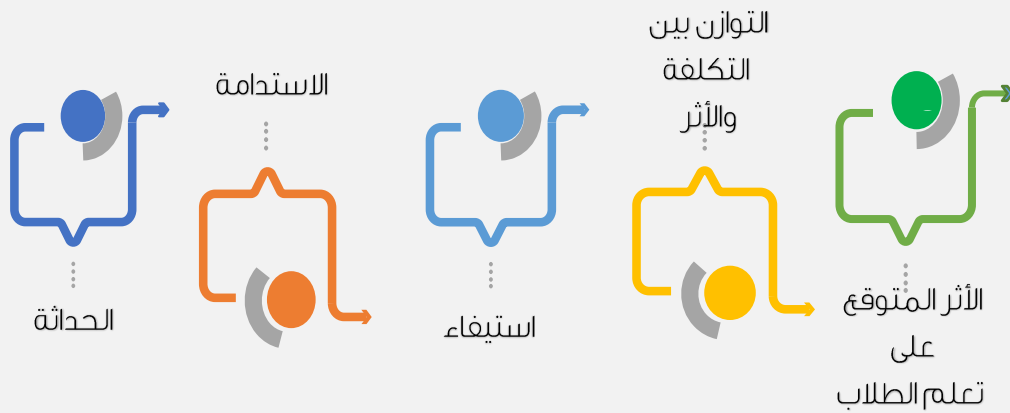 الأثر المتوقع
على
تعلم الطلاب
التوازن بين
التكلفة
والأثر
استيفاء
الاستدامة
الحداثة